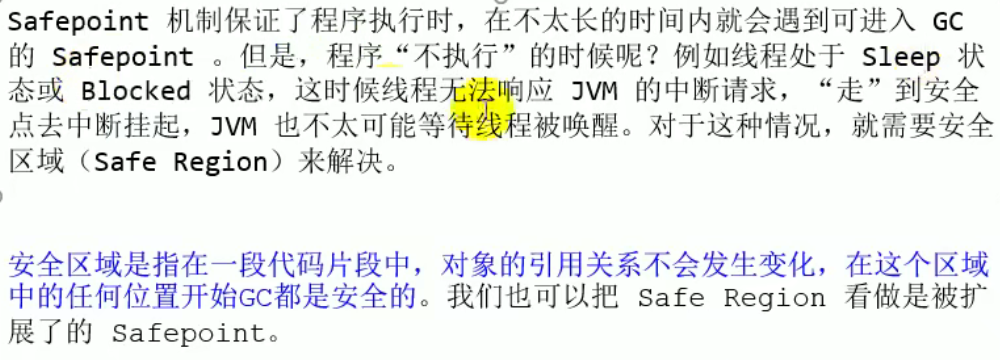 Safepoint 机制保证了程序执行时，在不太长的时间内就会遇到可进入 GC
的 Safepoint 。但是，程序“不执行”的时候呢？例如线程处于 Sleep 状
态或 Blocked 状态，这时候线程无法响应 JVM 的中断请求，“走”到安全
点去中断挂起，JVM 也不太可能等待线程被唤醒。对于这种情况，就需要安全
区域（Safe Region）来解决。
安全区域是指在一段代码片段中，对象的引用关系不会发生变化，在这个区域
中的任何位置开始GC都是安全的。我们也可以把 Safe Region 看做是被扩
展了的 Safepoint。